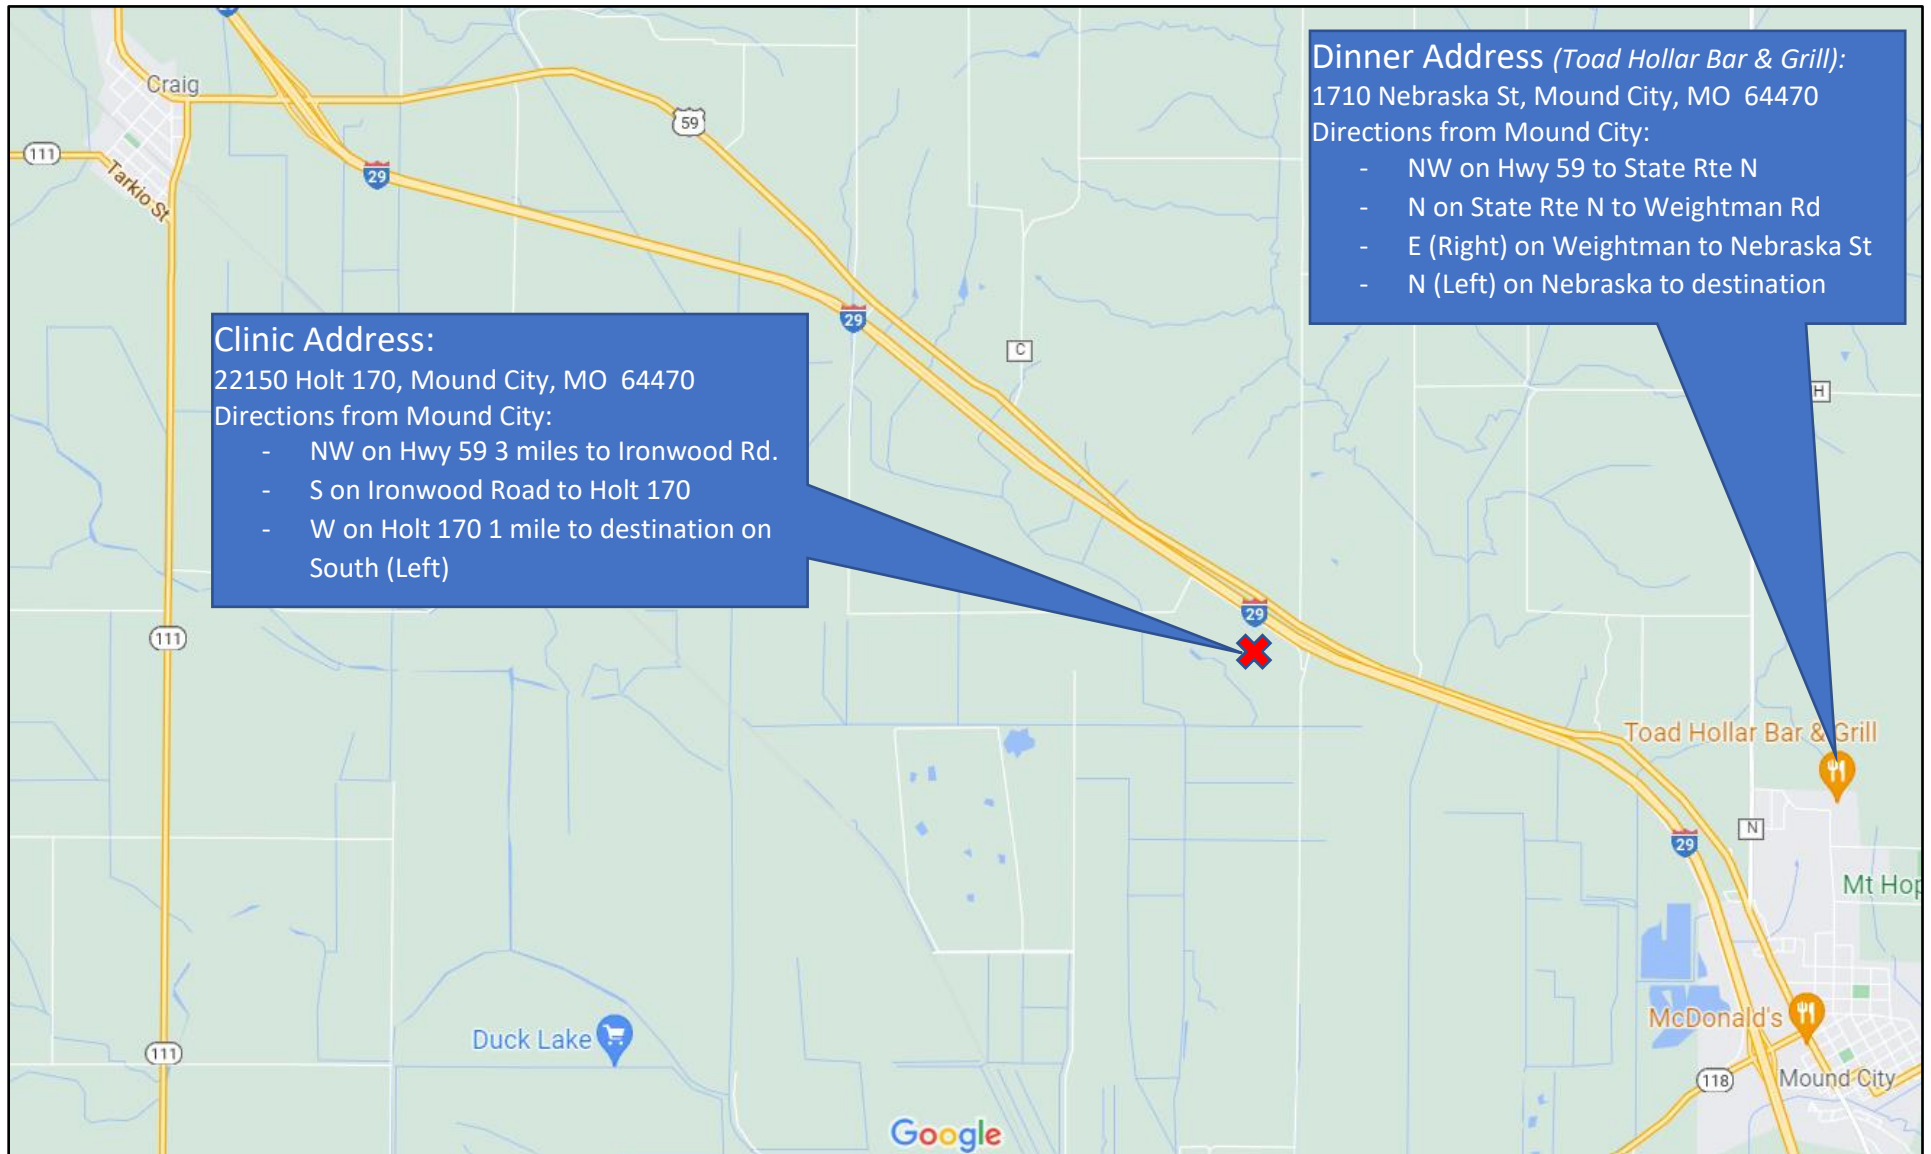 Craig
111
Tarkio St
29
59
29
C
Dinner Address (Toad Hollar Bar & Grill):
1710 Nebraska St, Mound City, MO  64470
Directions from Mound City:
- NW on Hwy 59 to State Rte N
- N on State Rte N to Weightman Rd
- E (Right) on Weightman to Nebraska St
- N (Left) on Nebraska to destination
H
Clinic Address:
22150 Holt 170, Mound City, MO  64470
Directions from Mound City:
- NW on Hwy 59 3 miles to Ironwood Rd.
- S on Ironwood Road to Holt 170
- W on Holt 170 1 mile to destination on
South (Left)
29
111
Toad Hollar Bar & Grill
N
29
Mt Hop
McDonald's
Duck Lake
111
118
Mound City
Google